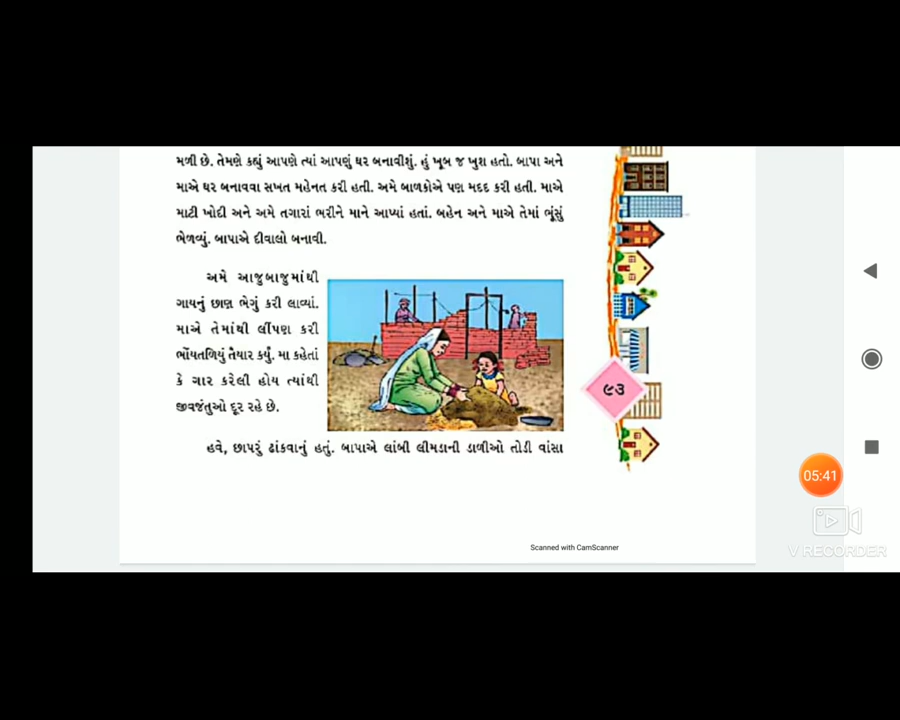 મળી છે. તેમણે કહ્યું આપણે ત્યાં આપણું ઘર બનાવીશું. હું ખૂબ જ ખુશ હતો. બાપા અને
માએ ઘર બનાવવા સખત મહેનત કરી હતી. અમે બાળકોએ પણ મદદ કરી હતી. માએ
માટી ખોદી અને અમે તગારાં ભરીને માને આપ્યાં હતાં. બહેન અને માએ તેમાં ભૂંસું
ભેળવ્યું. બાપાએ દીવાલો બનાવી.
અમે આજુબાજુમાંથી
ગાયનું છાણ ભેગું કરી લાવ્યાં.
માએ તેમાંથી લીંપણ કરી
ભોંયતળિયું તૈયાર કર્યું. મા કહેતાં
કે ગાર કરેલી હોય ત્યાંથી
જીવજંતુઓ દૂર રહે છે.
૯૩
હવે, છાપરું ઢાંકવાનું હતું. બાપાએ લાંબી લીમડાની ડાળીઓ તોડી વાંસા
05:41
V RECORDER
Scanned with CamScanner